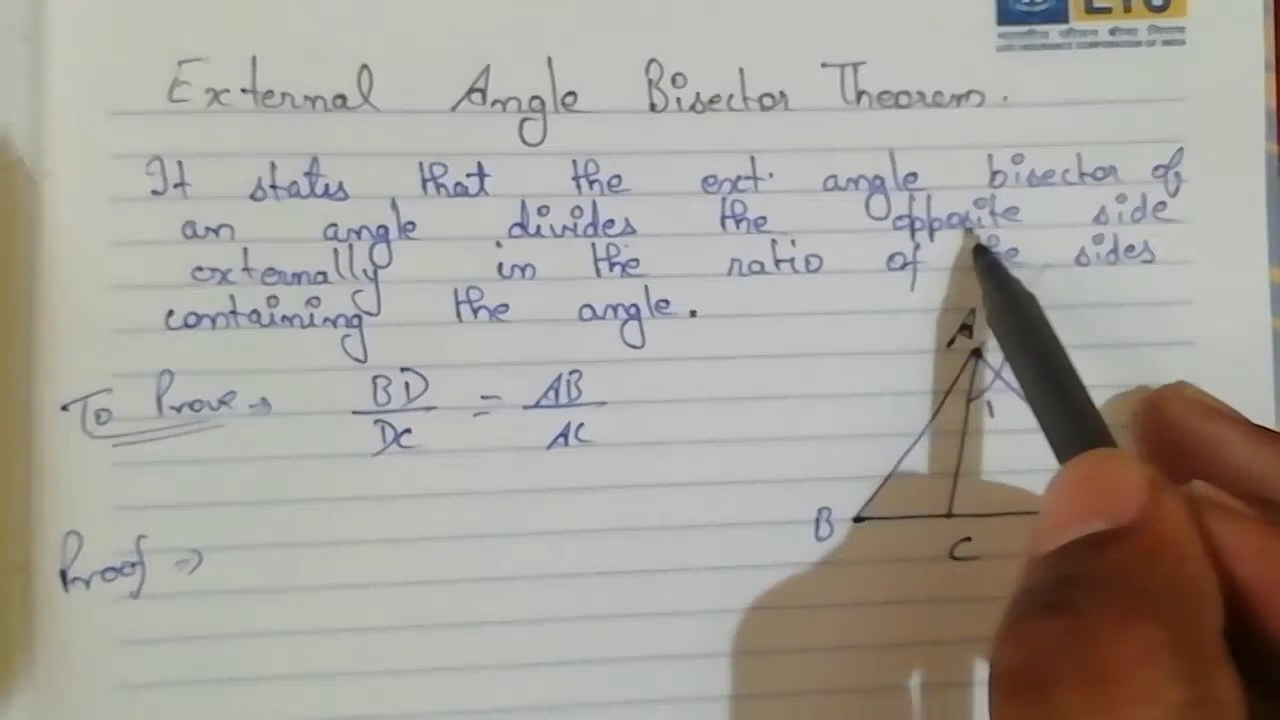 External Angle Bisector Theorem.
It states that the ext. angle bisector of
an angle divides the opposite side
externally in the ratio of the sides
containing the angle.
To Prove → BD/DC = AB/AC
A
1
B
C
Proof ⇒